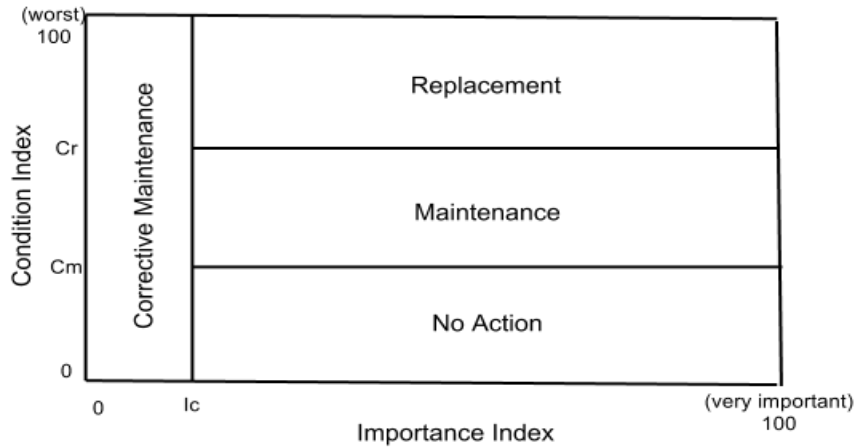 (worst)
100
Replacement
Corrective Maintenance
Condition Index
Cr
Maintenance
Cm
No Action
0
0
Ic
(very important)
100
Importance Index